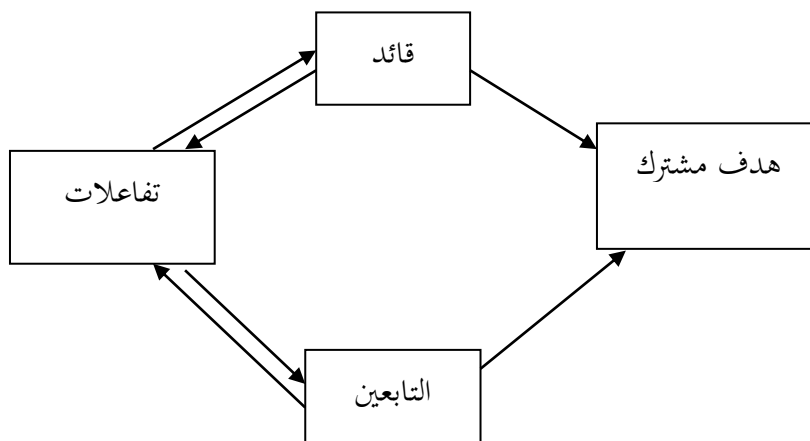 قائد
هدف مشترك
تفاعلات
التابعين